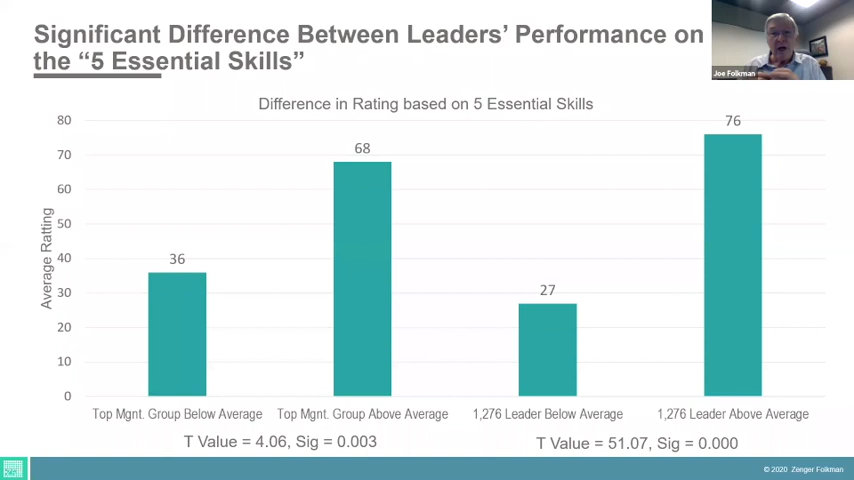 Significant Difference Between Leaders’ Performance on
the “5 Essential Skills”
Joe Folkman
Difference in Rating based on 5 Essential Skills
Average Ratting
80
70
60
50
40
30
20
10
0
36
68
27
76
Top Mgnt. Group Below Average
Top Mgnt. Group Above Average
1,276 Leader Below Average
1,276 Leader Above Average
T Value = 4.06, Sig = 0.003
T Value = 51.07, Sig = 0.000
© 2020 Zenger Folkman